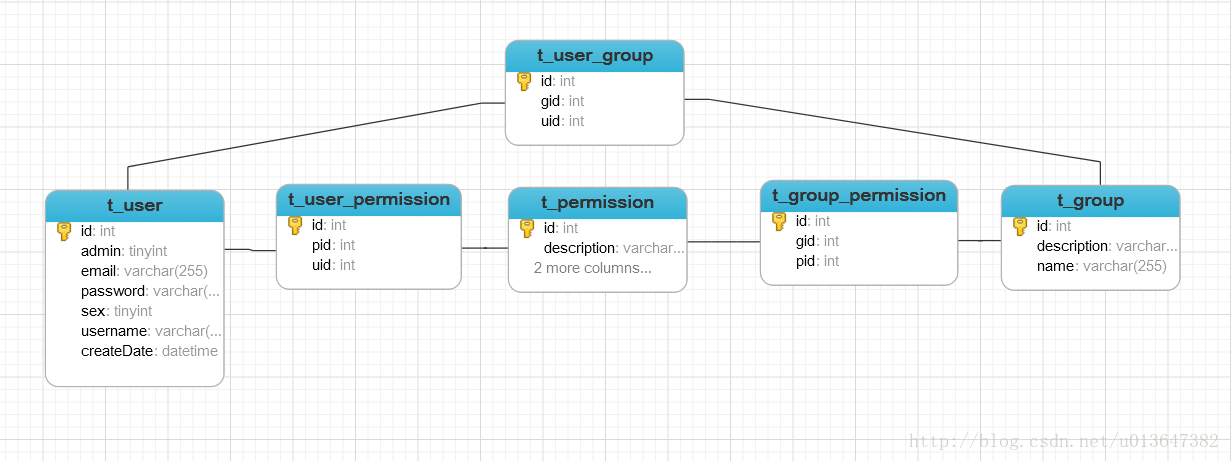 t_user_group
id: int
gid: int
uid: int
t_user
id: int
admin: tinyint
email: varchar(255)
password: varchar(...
sex: tinyint
username: varchar(...
createDate: datetime
t_user_permission
id: int
pid: int
uid: int
t_permission
id: int
description: varchar...
2 more columns...
t_group_permission
id: int
gid: int
pid: int
t_group
id: int
description: varchar...
name: varchar(255)
http://blog.csdn.net/u013647382